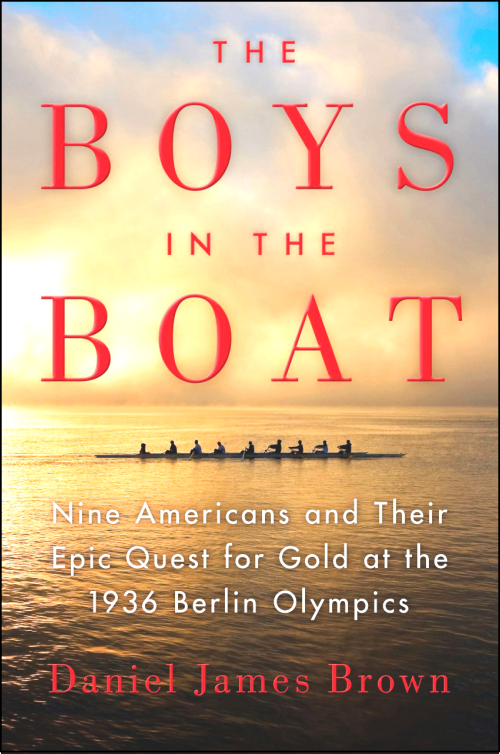 THE
BOYS
IN THE
BOAT
Nine Americans and Their
Epic Quest for Gold at the
1936 Berlin Olympics
Daniel James Brown